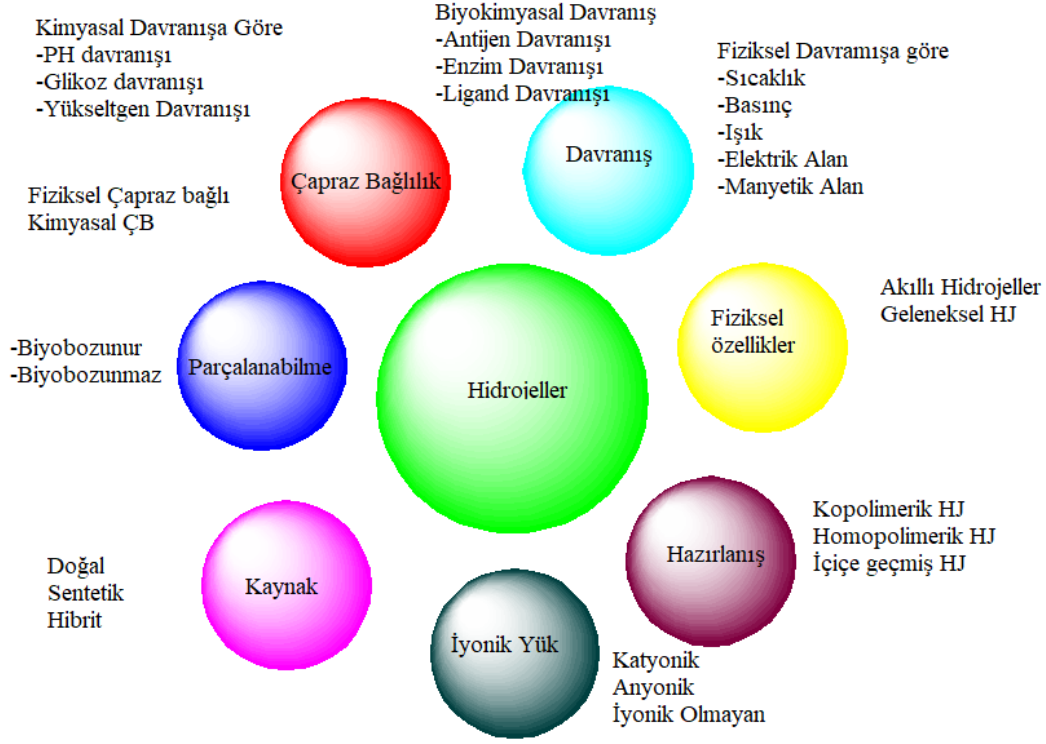 Kimyasal Davranışa Göre
-PH davranışı
-Glikoz davranışı
-Yükseltgen Davranışı
Biyokimyasal Davranış
-Antijen Davranışı
-Enzim Davranışı
-Ligand Davranışı
Fiziksel Davramışa göre
-Sıcaklık
-Basınç
-Işık
-Elektrik Alan
-Manyetik Alan
Çapraz Bağlılık
Davranış
Fiziksel Çapraz bağlı
Kimyasal ÇB
Akıllı Hidrojeller
Geleneksel HJ
Fiziksel
özellikler
-Biyobozunur
-Biyobozunmaz
Parçalanabilme
Hidrojeller
Kopolimerik HJ
Homopolimerik HJ
İçiçe geçmiş HJ
Hazırlanış
Doğal
Sentetik
Hibrit
Kaynak
İyonik Yük
Katyonik
Anyonik
İyonik Olmayan